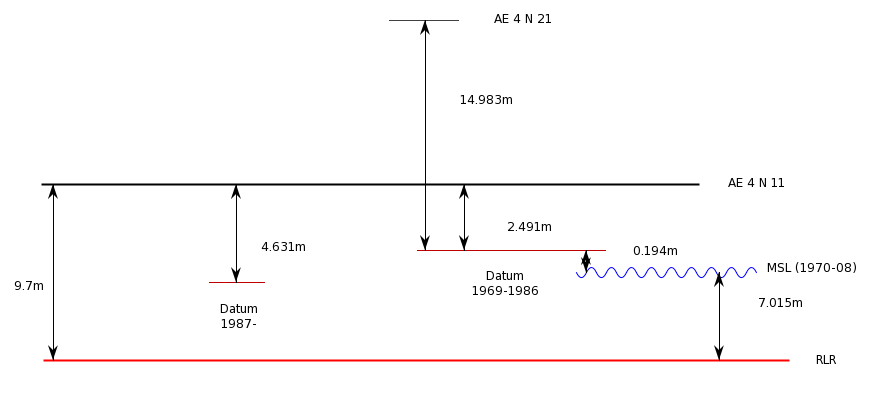 AE 4 N 21
14.983m
AE 4 N 11
2.491m
4.631m
0.194m
MSL (1970-08)
Datum
1969-1986
9.7m
7.015m
Datum
1987-
RLR